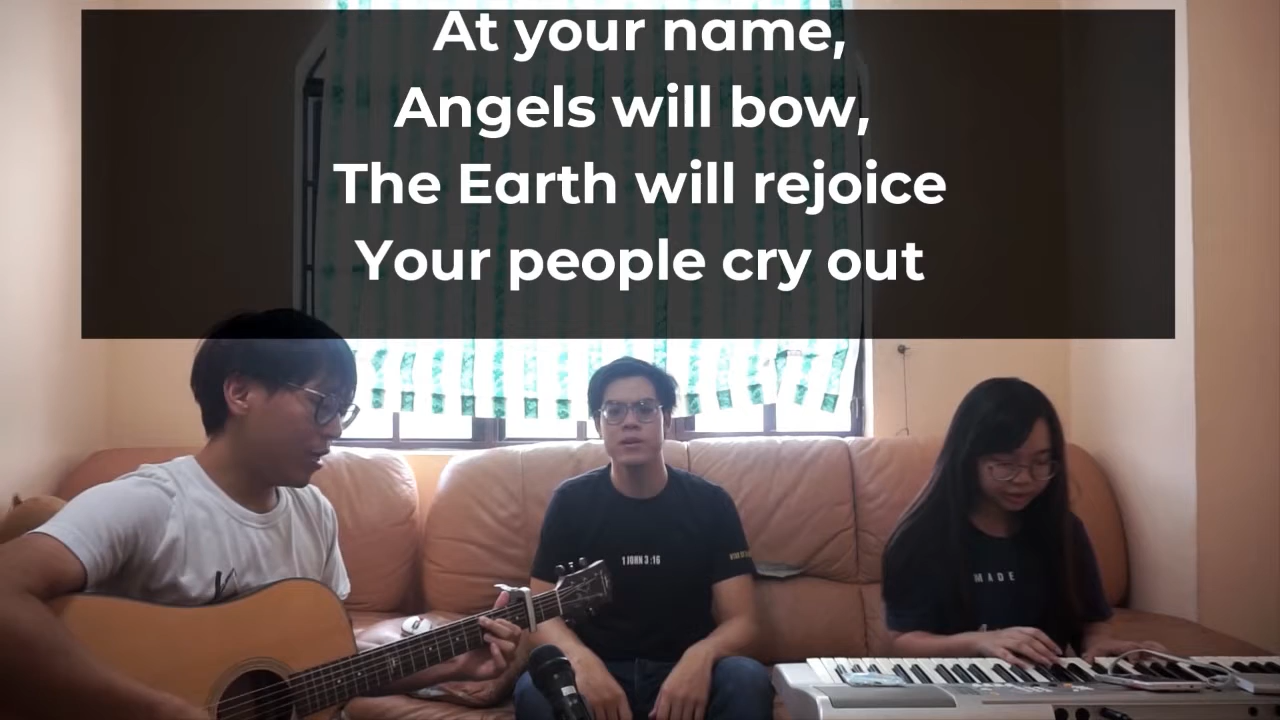 At your name,
Angels will bow,
The Earth will rejoice
Your people cry out
1 JOHN 3:16
MADE